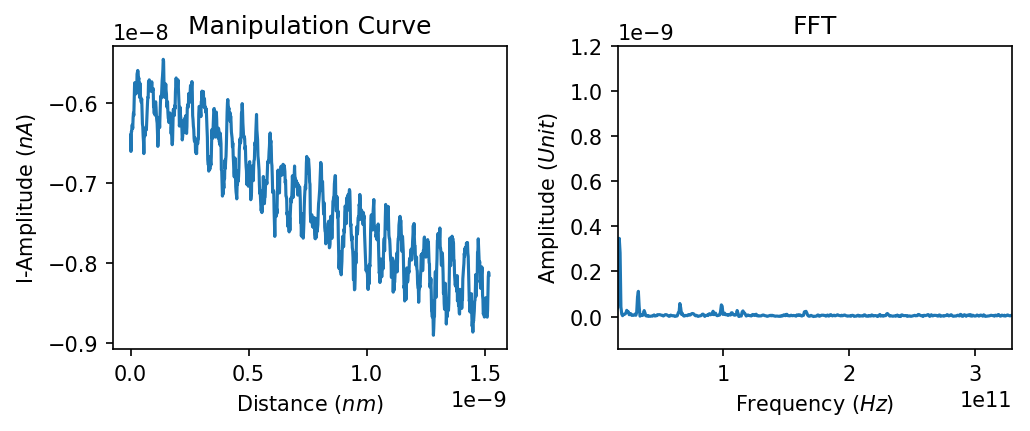 Manipulation Curve
1e−8
−0.6
−0.7
−0.8
−0.9
I-Amplitude (nA)
0.0 0.5 1.0 1.5
1e−9
Distance (nm)
FFT
1e−9
1.2
1.0
0.8
0.6
0.4
0.2
0.0
Amplitude (Unit)
1 2 3
1e11
Frequency (Hz)